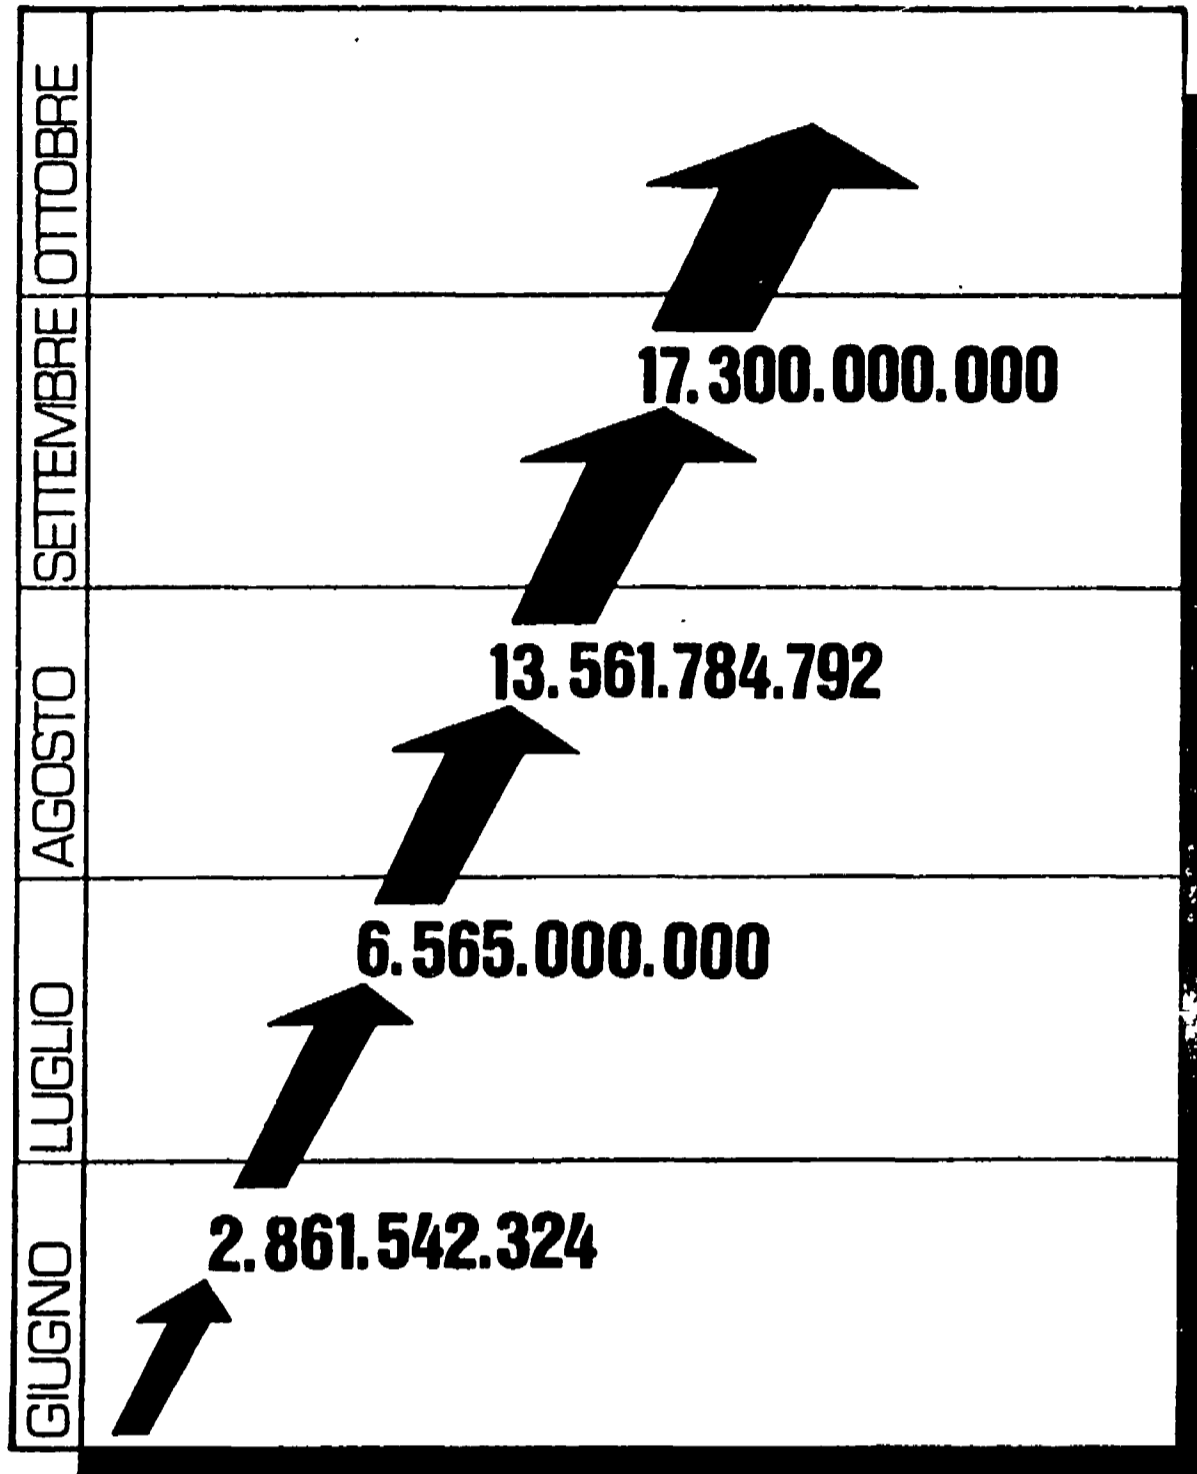 OTTOBRE
SETTEMBRE
17.300.000.000
AGOSTO
13.561.784.792
LUGLIO
6.565.000.000
GIUGNO
2.861.542.324